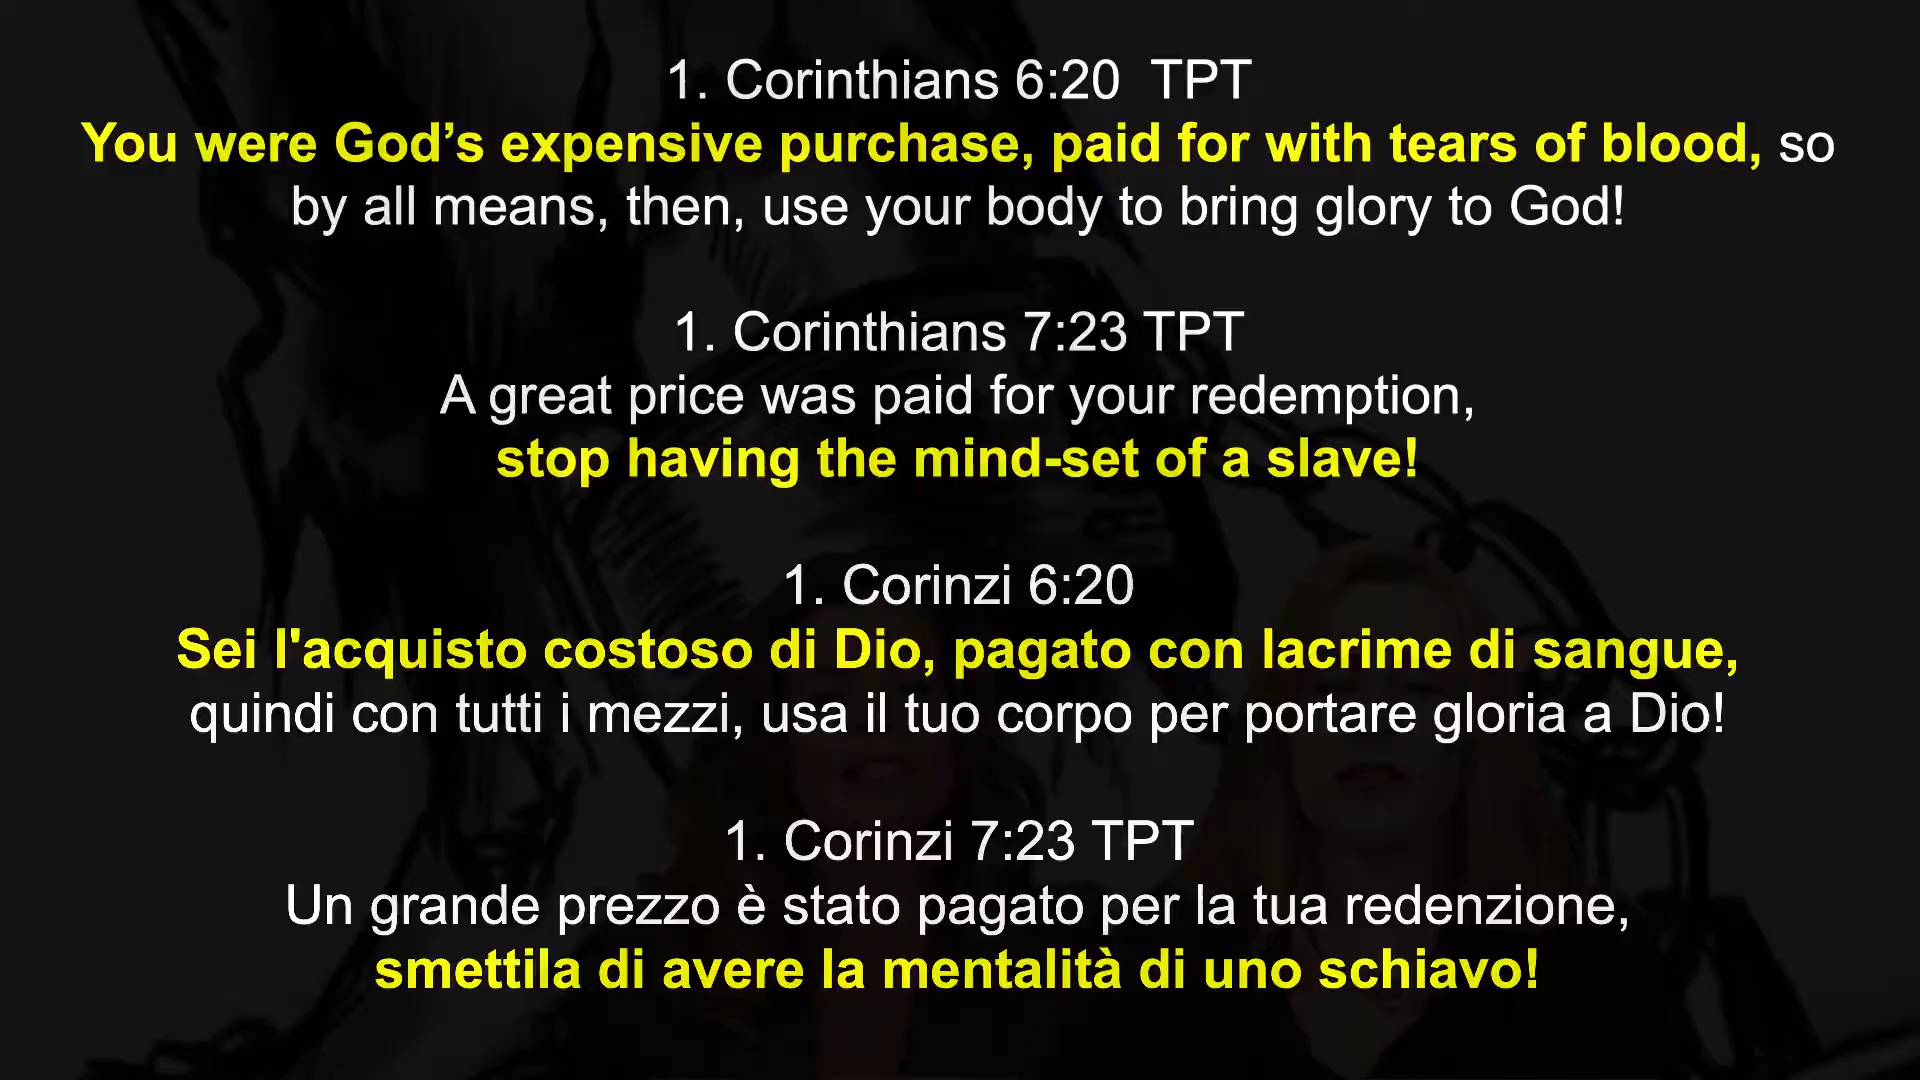 1. Corinthians 6:20  TPT
You were God’s expensive purchase, paid for with tears of blood, so
by all means, then, use your body to bring glory to God!
1. Corinthians 7:23 TPT
A great price was paid for your redemption,
stop having the mind-set of a slave!
1. Corinzi 6:20
Sei l'acquisto costoso di Dio, pagato con lacrime di sangue,
quindi con tutti i mezzi, usa il tuo corpo per portare gloria a Dio!
1. Corinzi 7:23 TPT
Un grande prezzo è stato pagato per la tua redenzione,
smettila di avere la mentalità di uno schiavo!